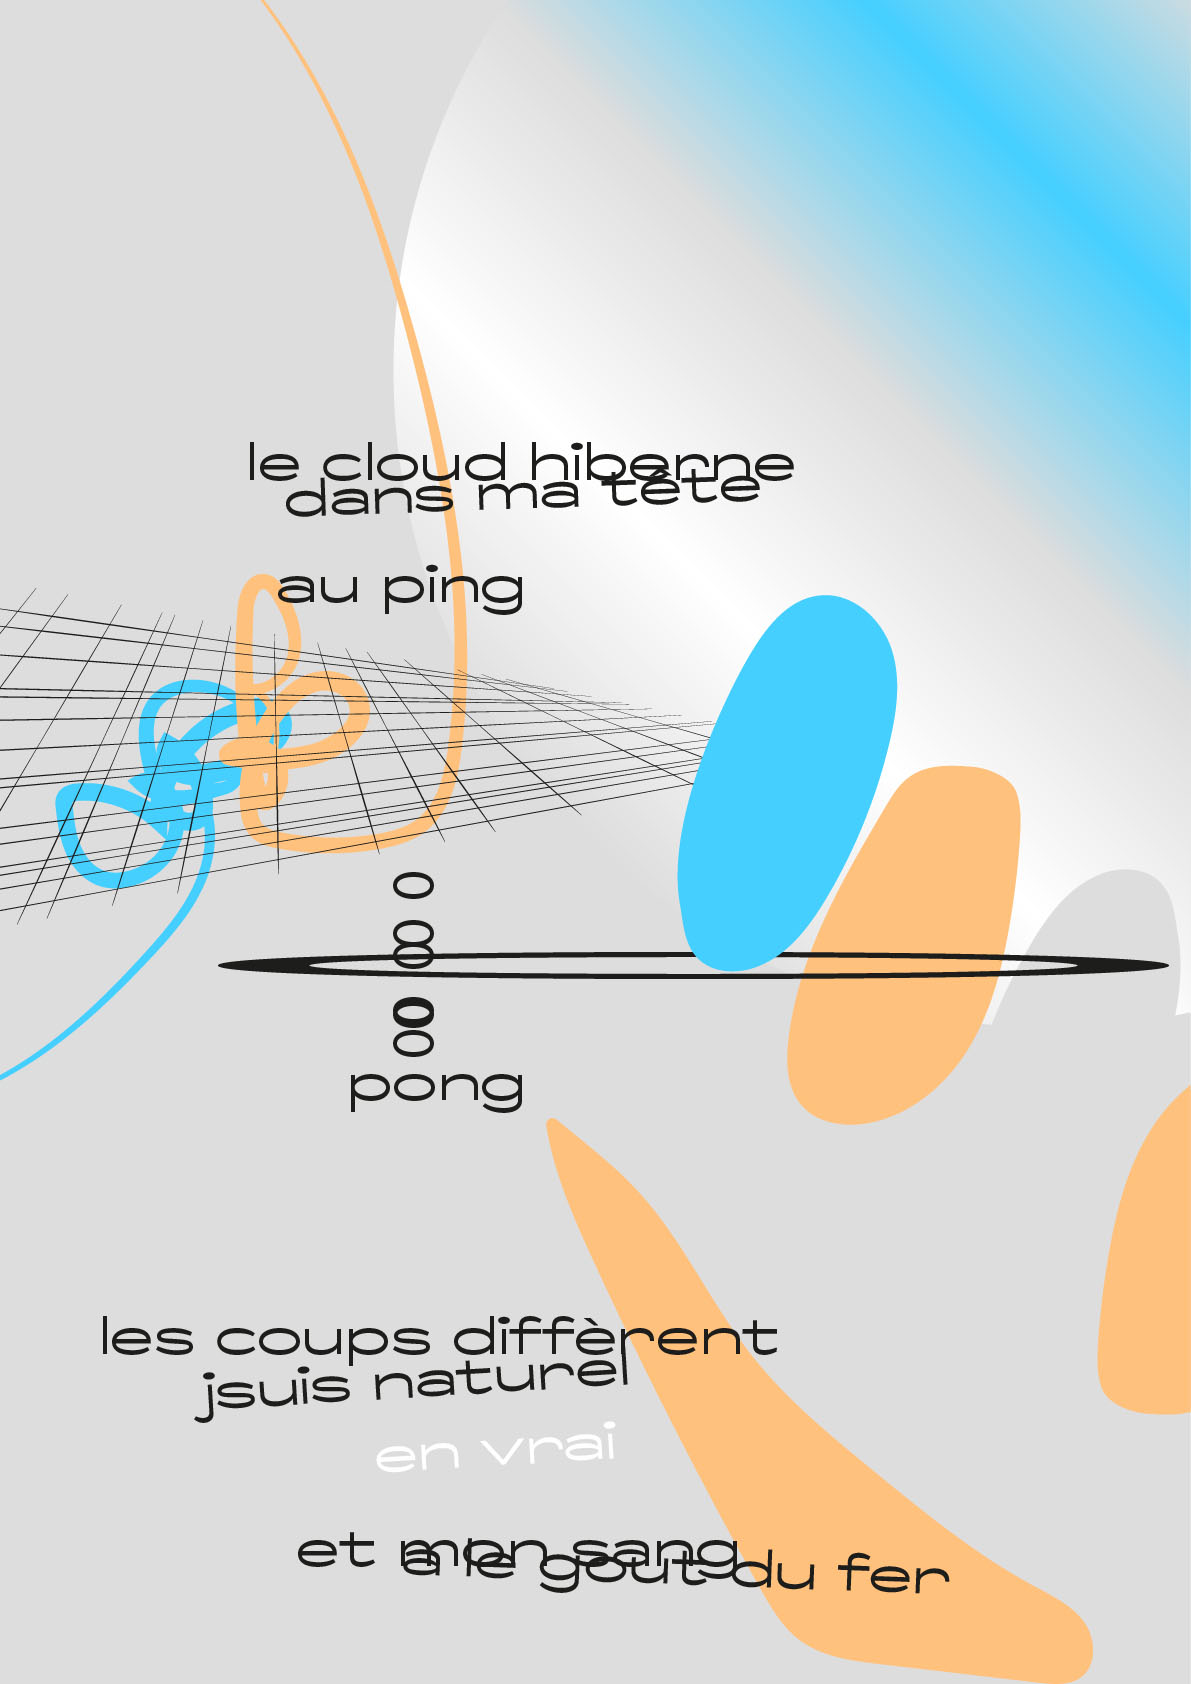 le cloud hiberne
dans ma tête
au ping
o
o
o
o
o
o
pong
les coups diffèrent
jsuis naturel
en vrai
et mon sang
a le goût du fer